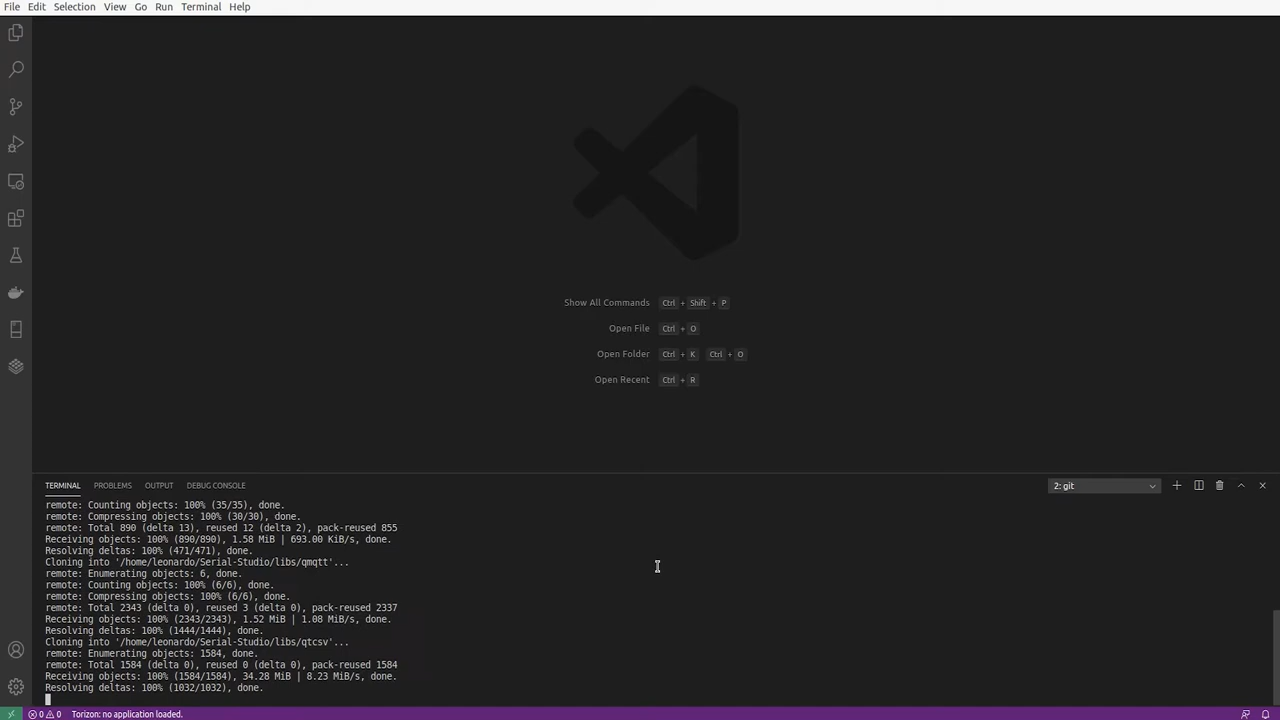 File Edit Selection View Go Run Terminal Help
Show All Commands Ctrl + Shift + P
Open File Ctrl + O
Open Folder Ctrl + K Ctrl + O
Open Recent Ctrl + R
TERMINAL PROBLEMS OUTPUT DEBUG CONSOLE 2: git
remote: Counting objects: 100% (35/35), done.
remote: Compressing objects: 100% (30/30), done.
remote: Total 890 (delta 13), reused 12 (delta 2), pack-reused 855
Receiving objects: 100% (890/890), 1.58 MiB | 693.00 KiB/s, done.
Resolving deltas: 100% (471/471), done.
Cloning into '/home/leonardo/Serial-Studio/libs/qmqtt'...
remote: Enumerating objects: 6, done.
remote: Counting objects: 100% (6/6), done.
remote: Compressing objects: 100% (6/6), done.
remote: Total 2343 (delta 0), reused 3 (delta 0), pack-reused 2337
Receiving objects: 100% (2343/2343), 1.52 MiB | 1.08 MiB/s, done.
Resolving deltas: 100% (1444/1444), done.
Cloning into '/home/leonardo/Serial-Studio/libs/qtcsv'...
remote: Enumerating objects: 1584, done.
remote: Total 1584 (delta 0), reused 0 (delta 0), pack-reused 1584
Receiving objects: 100% (1584/1584), 34.28 MiB | 8.23 MiB/s, done.
Resolving deltas: 100% (1032/1032), done.
0 0 Torizon: no application loaded.